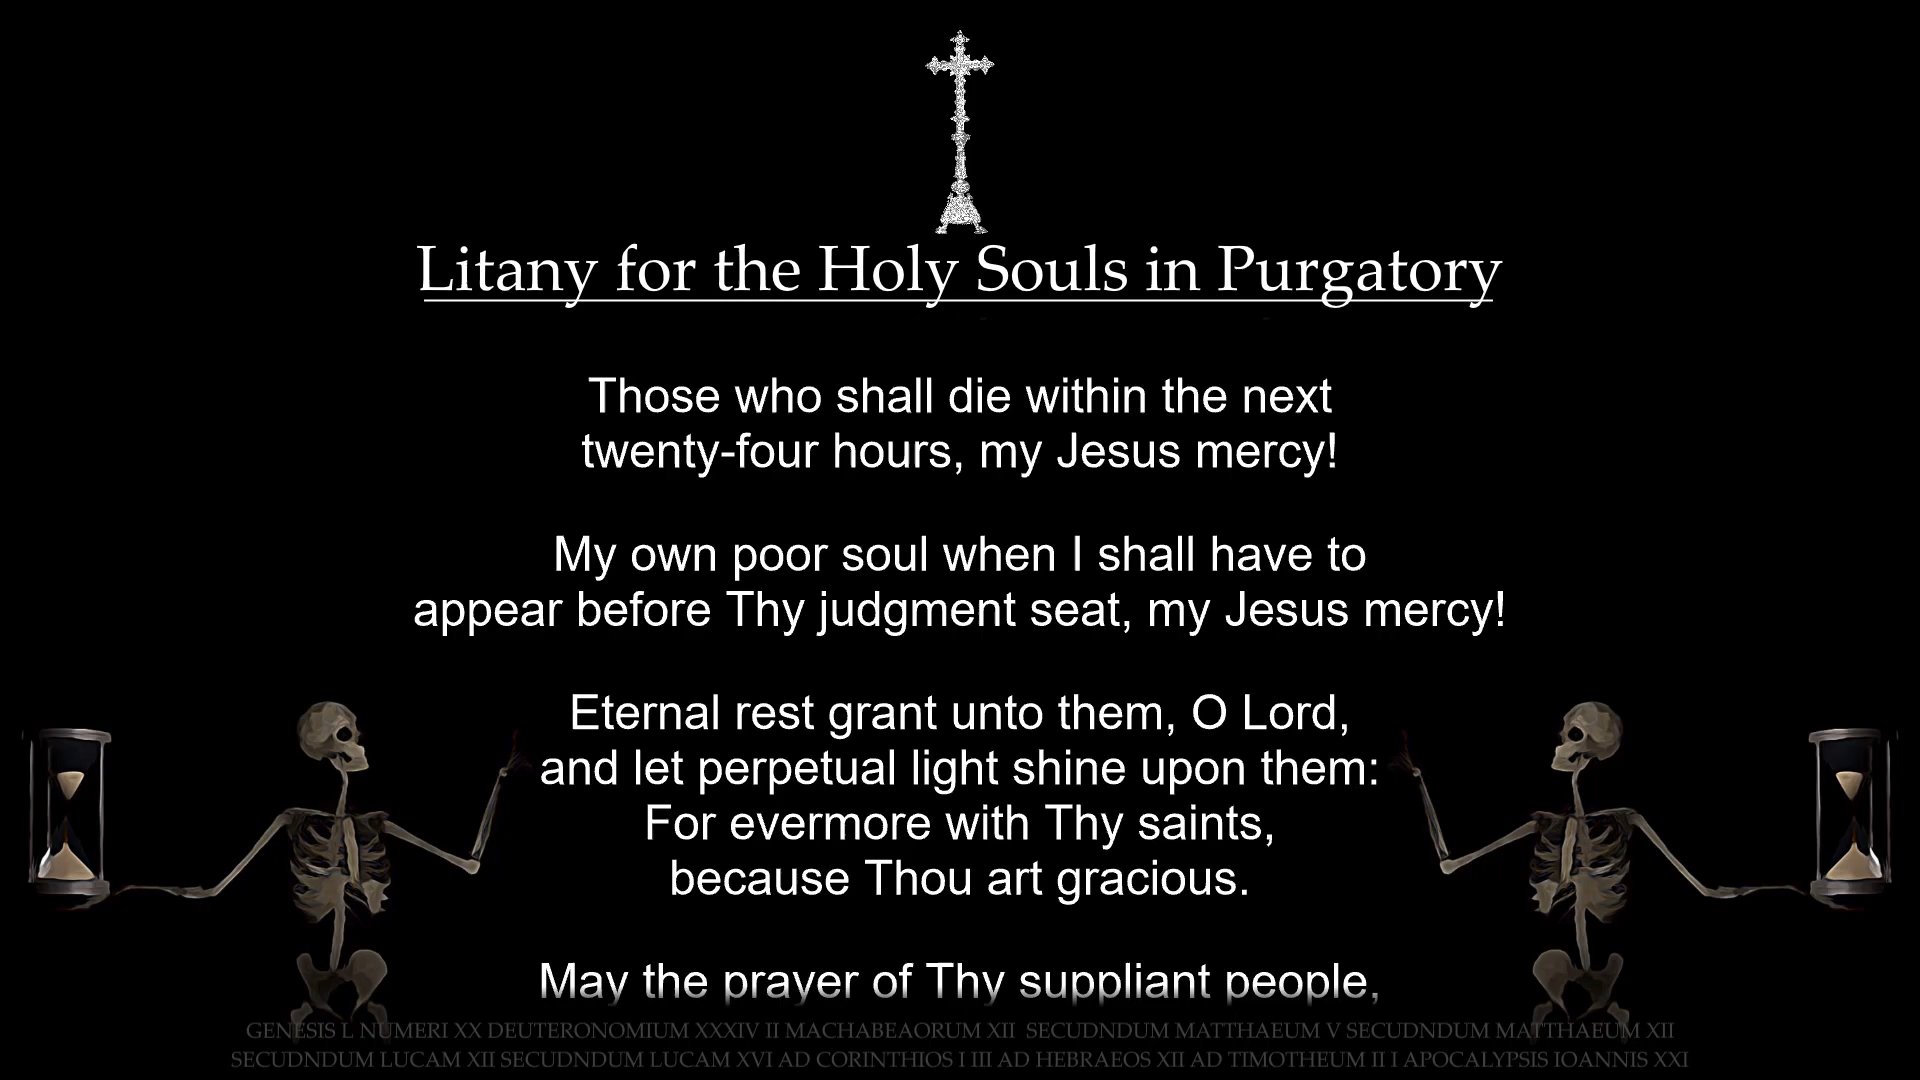 Litany for the Holy Souls in Purgatory
Those who shall die within the next
twenty-four hours, my Jesus mercy!
My own poor soul when I shall have to
appear before Thy judgment seat, my Jesus mercy!
Eternal rest grant unto them, O Lord,
and let perpetual light shine upon them:
For evermore with Thy saints,
because Thou art gracious.
May the prayer of Thy suppliant people,
GENESIS L NUMERI XX DEUTERONOMIUM XXXIV II MACHABEAORUM XII SECUDNDUM MATTHAEUM V SECUDNDUM MATTHAEUM XII
SECUDNDUM LUCAM XII SECUDNDUM LUCAM XVI AD CORINTHIOS I III AD HEBRAEOS XII AD TIMOTHEUM II I APOCALYPSIS IOANNIS XXI